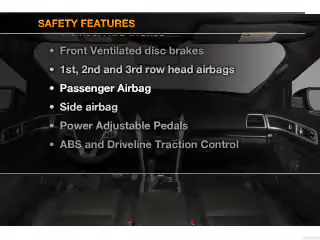 SAFETY FEATURES
• Front Ventilated disc brakes
• 1st, 2nd and 3rd row head airbags
• Passenger Airbag
• Side airbag
• Power Adjustable Pedals
• ABS and Driveline Traction Control